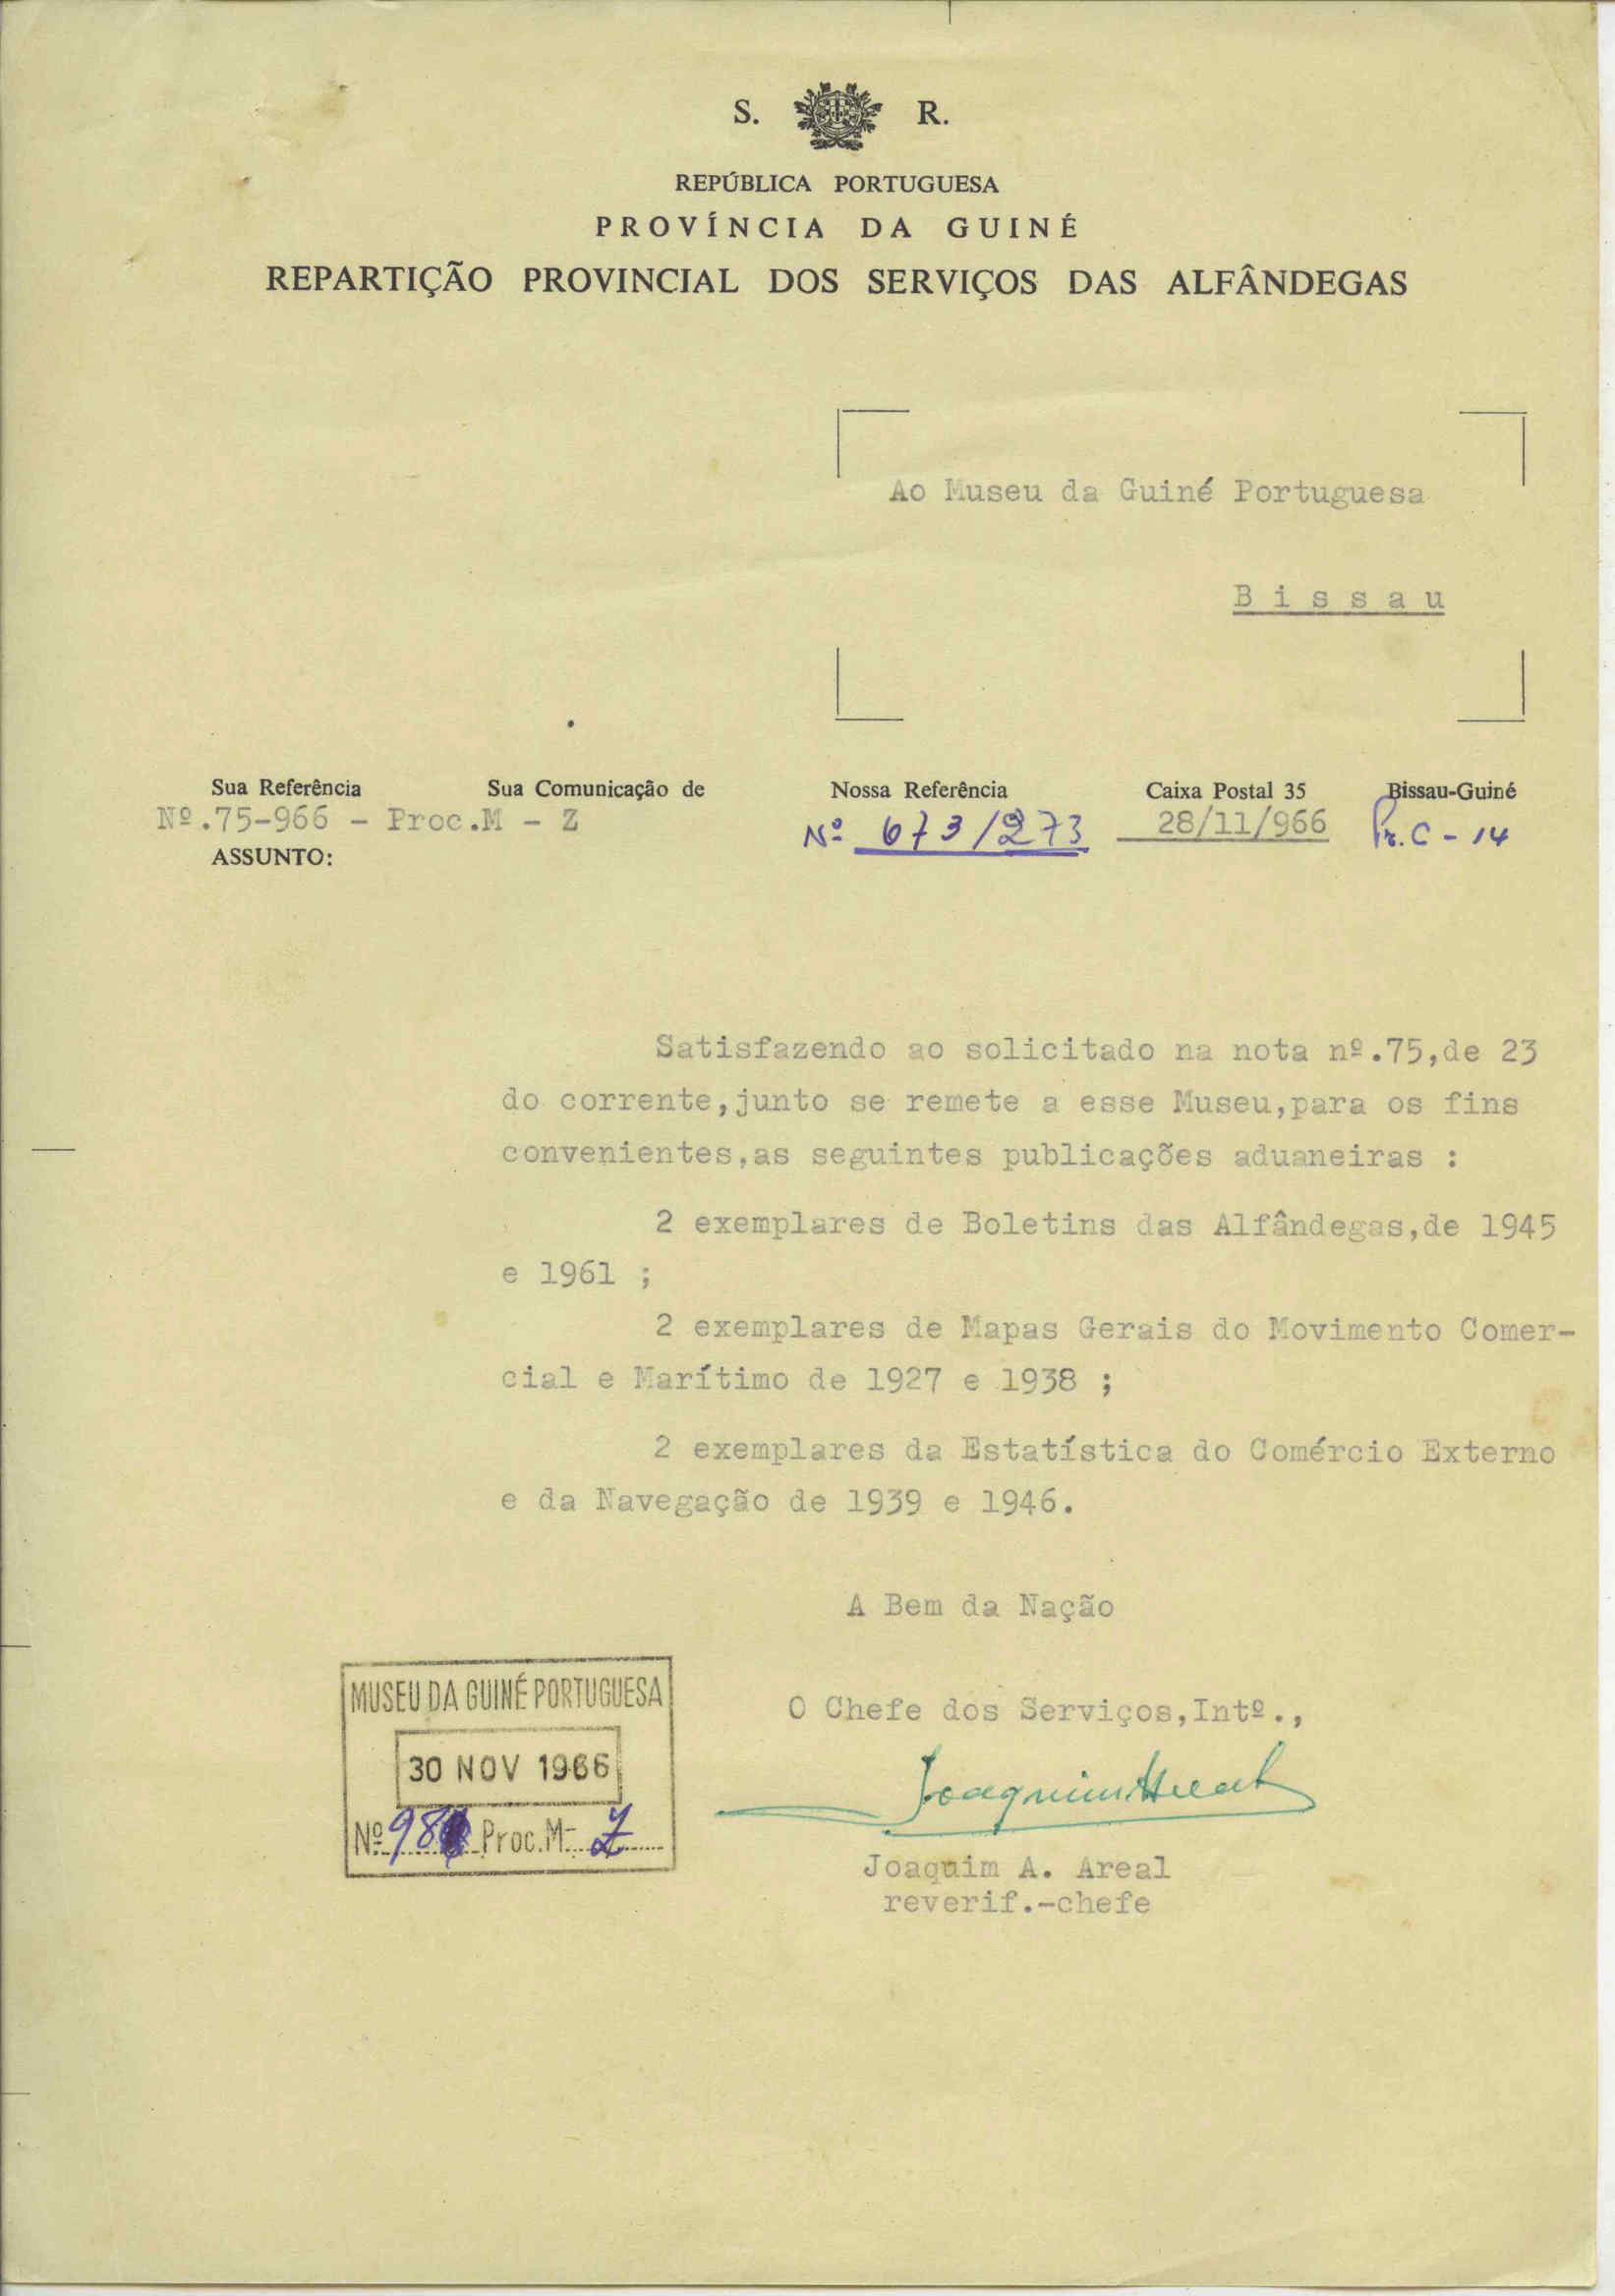 S. R.
REPÚBLICA PORTUGUESA
PROVÍNCIA DA GUINÉ
REPARTIÇÃO PROVINCIAL DOS SERVIÇOS DAS ALFÂNDEGAS
Ao Museu da Guiné Portuguesa
B i s s a u
Sua Referência Sua Comunicação de Nossa Referência Caixa Postal 35 Bissau-Guiné
Nº.75-966 - Proc.M - Z Nº 673/273 28/11/966 Pr. C - 14
ASSUNTO:
Satisfazendo ao solicitado na nota nº.75,de 23
do corrente,junto se remete a esse Museu,para os fins
convenientes,as seguintes publicações aduaneiras :
2 exemplares de Boletins das Alfândegas,de 1945
e 1961 ;
2 exemplares de Mapas Gerais do Movimento Comer-
cial e Marítimo de 1927 e 1938 ;
2 exemplares da Estatística do Comércio Externo
e da Navegação de 1939 e 1946.
A Bem da Nação
O Chefe dos Serviços,Intº.,
Joaquim A. Areal
reverif.-chefe
MUSEU DA GUINÉ PORTUGUESA
30 NOV 1966
Nº Proc.M- Z